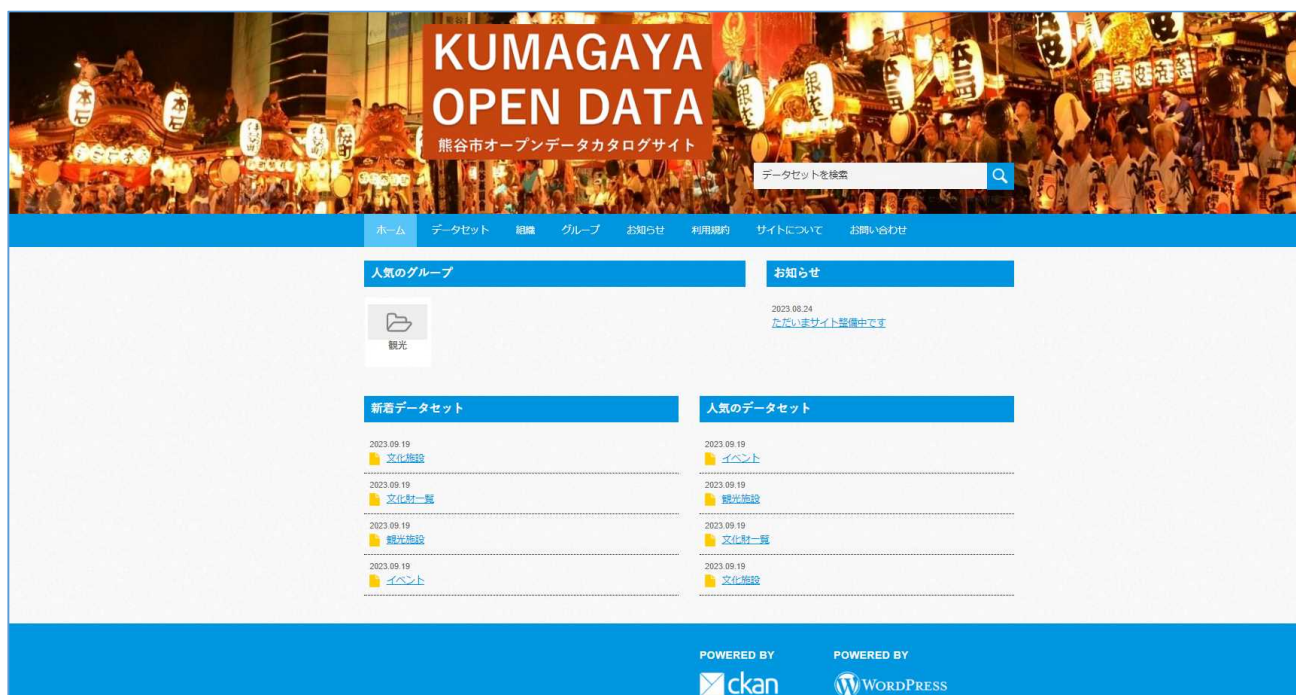 KUMAGAYA
OPEN DATA
熊谷市オープンデータカタログサイト
本石
本石
銀座
銀座
データセットを検索
ホーム データセット 組織 グループ お知らせ 利用規約 サイトについて お問い合わせ
人気のグループ
観光
お知らせ
2023.08.24
ただいまサイト整備中です
新着データセット
2023.09.19
文化施設
2023.09.19
文化財一覧
2023.09.19
観光施設
2023.09.19
イベント
人気のデータセット
2023.09.19
イベント
2023.09.19
観光施設
2023.09.19
文化財一覧
2023.09.19
文化施設
POWERED BY
ckan
POWERED BY
WORDPRESS